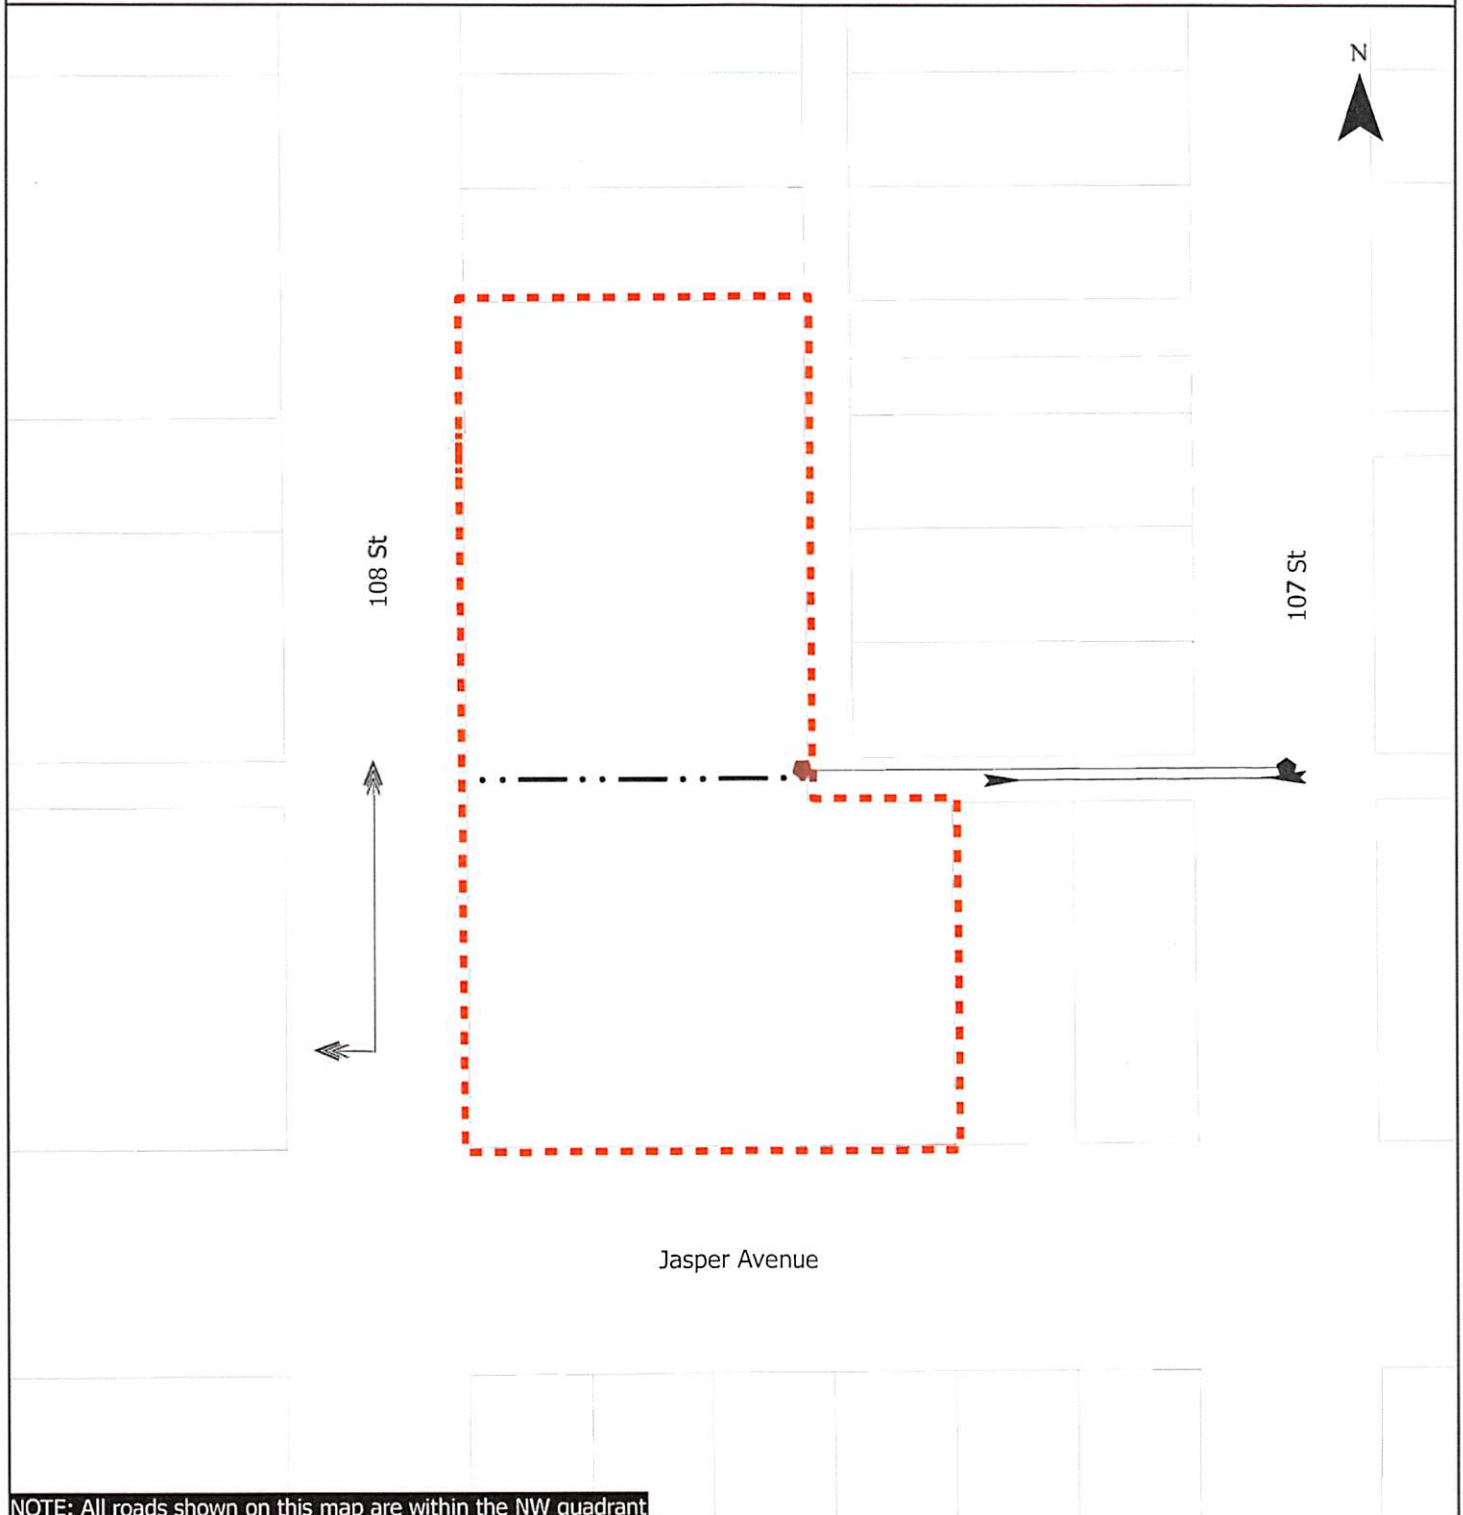 N
108 St
107 St
Jasper Avenue
NOTE: All roads shown on this map are within the NW quadrant